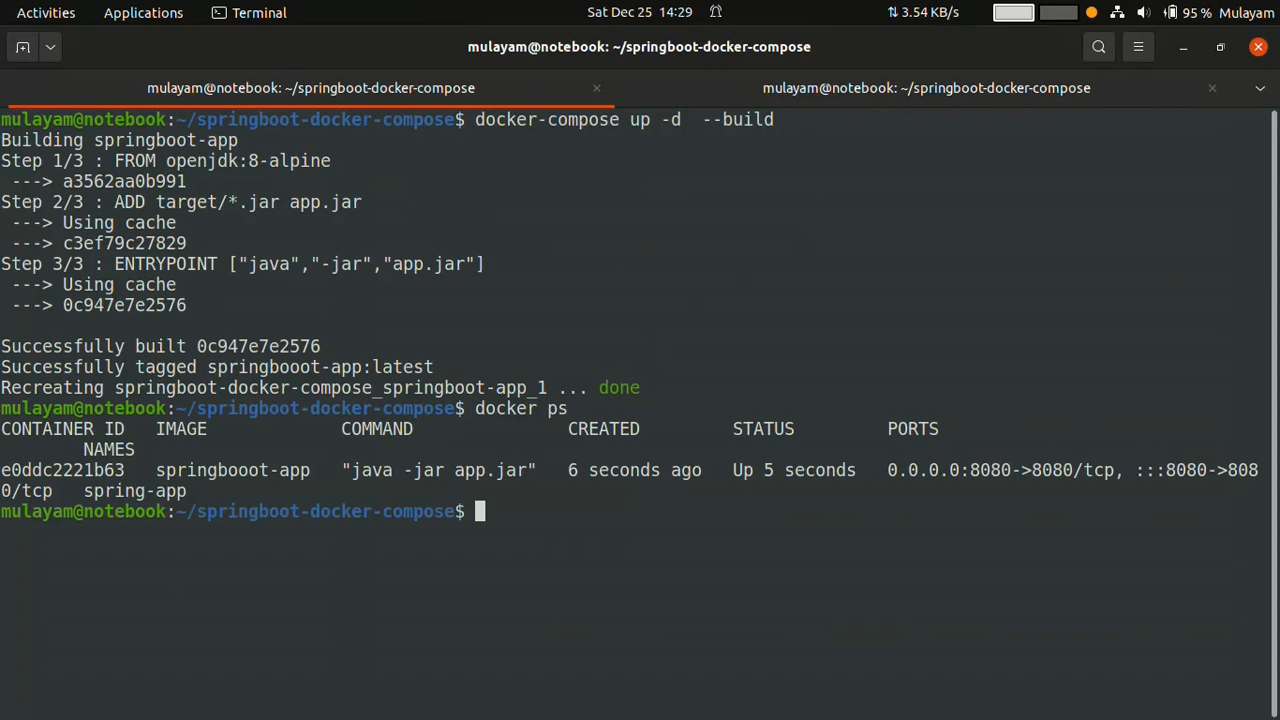 Activities Applications Terminal Sat Dec 25 14:29 3.54 KB/s 95 % Mulayam
mulayam@notebook: ~/springboot-docker-compose
mulayam@notebook: ~/springboot-docker-compose mulayam@notebook: ~/springboot-docker-compose
mulayam@notebook:~/springboot-docker-compose$ docker-compose up -d  --build
Building springboot-app
Step 1/3 : FROM openjdk:8-alpine
 ---> a3562aa0b991
Step 2/3 : ADD target/*.jar app.jar
 ---> Using cache
 ---> c3ef79c27829
Step 3/3 : ENTRYPOINT ["java","-jar","app.jar"]
 ---> Using cache
 ---> 0c947e7e2576
Successfully built 0c947e7e2576
Successfully tagged springbooot-app:latest
Recreating springboot-docker-compose_springboot-app_1 ... done
mulayam@notebook:~/springboot-docker-compose$ docker ps
CONTAINER ID   IMAGE             COMMAND               CREATED         STATUS         PORTS
        NAMES
e0ddc2221b63   springbooot-app   "java -jar app.jar"   6 seconds ago   Up 5 seconds   0.0.0.0:8080->8080/tcp, :::8080->808
0/tcp   spring-app
mulayam@notebook:~/springboot-docker-compose$